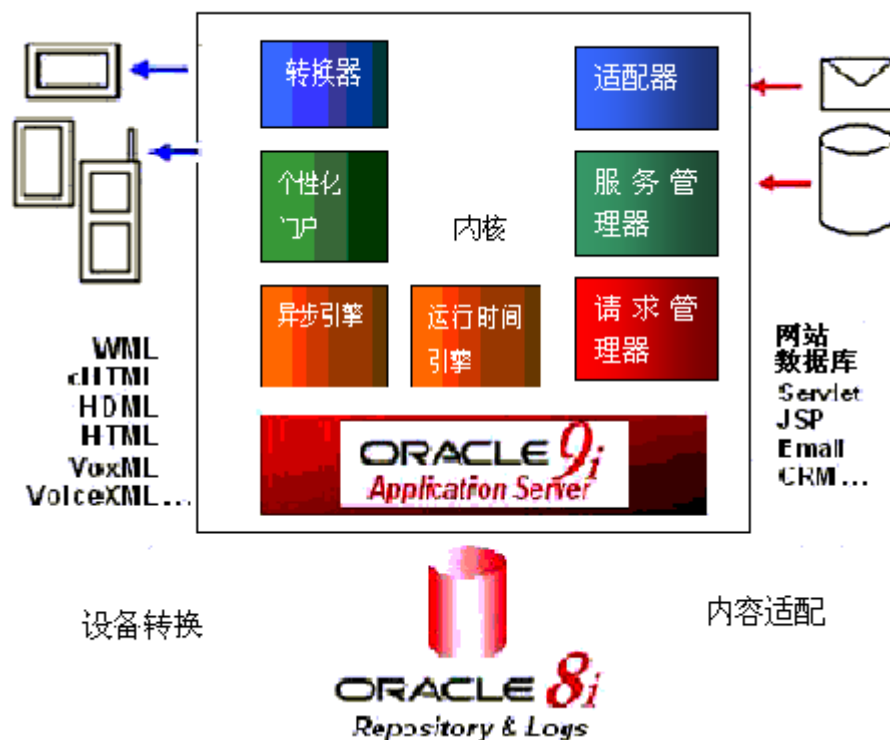 转换器
适配器
个性化
门户
内核
服务管
理器
异步引擎
运行时间
引擎
请求管
理器
WML
cHTML
HDML
HTML
VoxML
VoiceXML...
网站
数据库
Servlet
JSP
Email
CRM...
ORACLE 9i
Application Server
设备转换
内容适配
ORACLE 8i
Repository & Logs